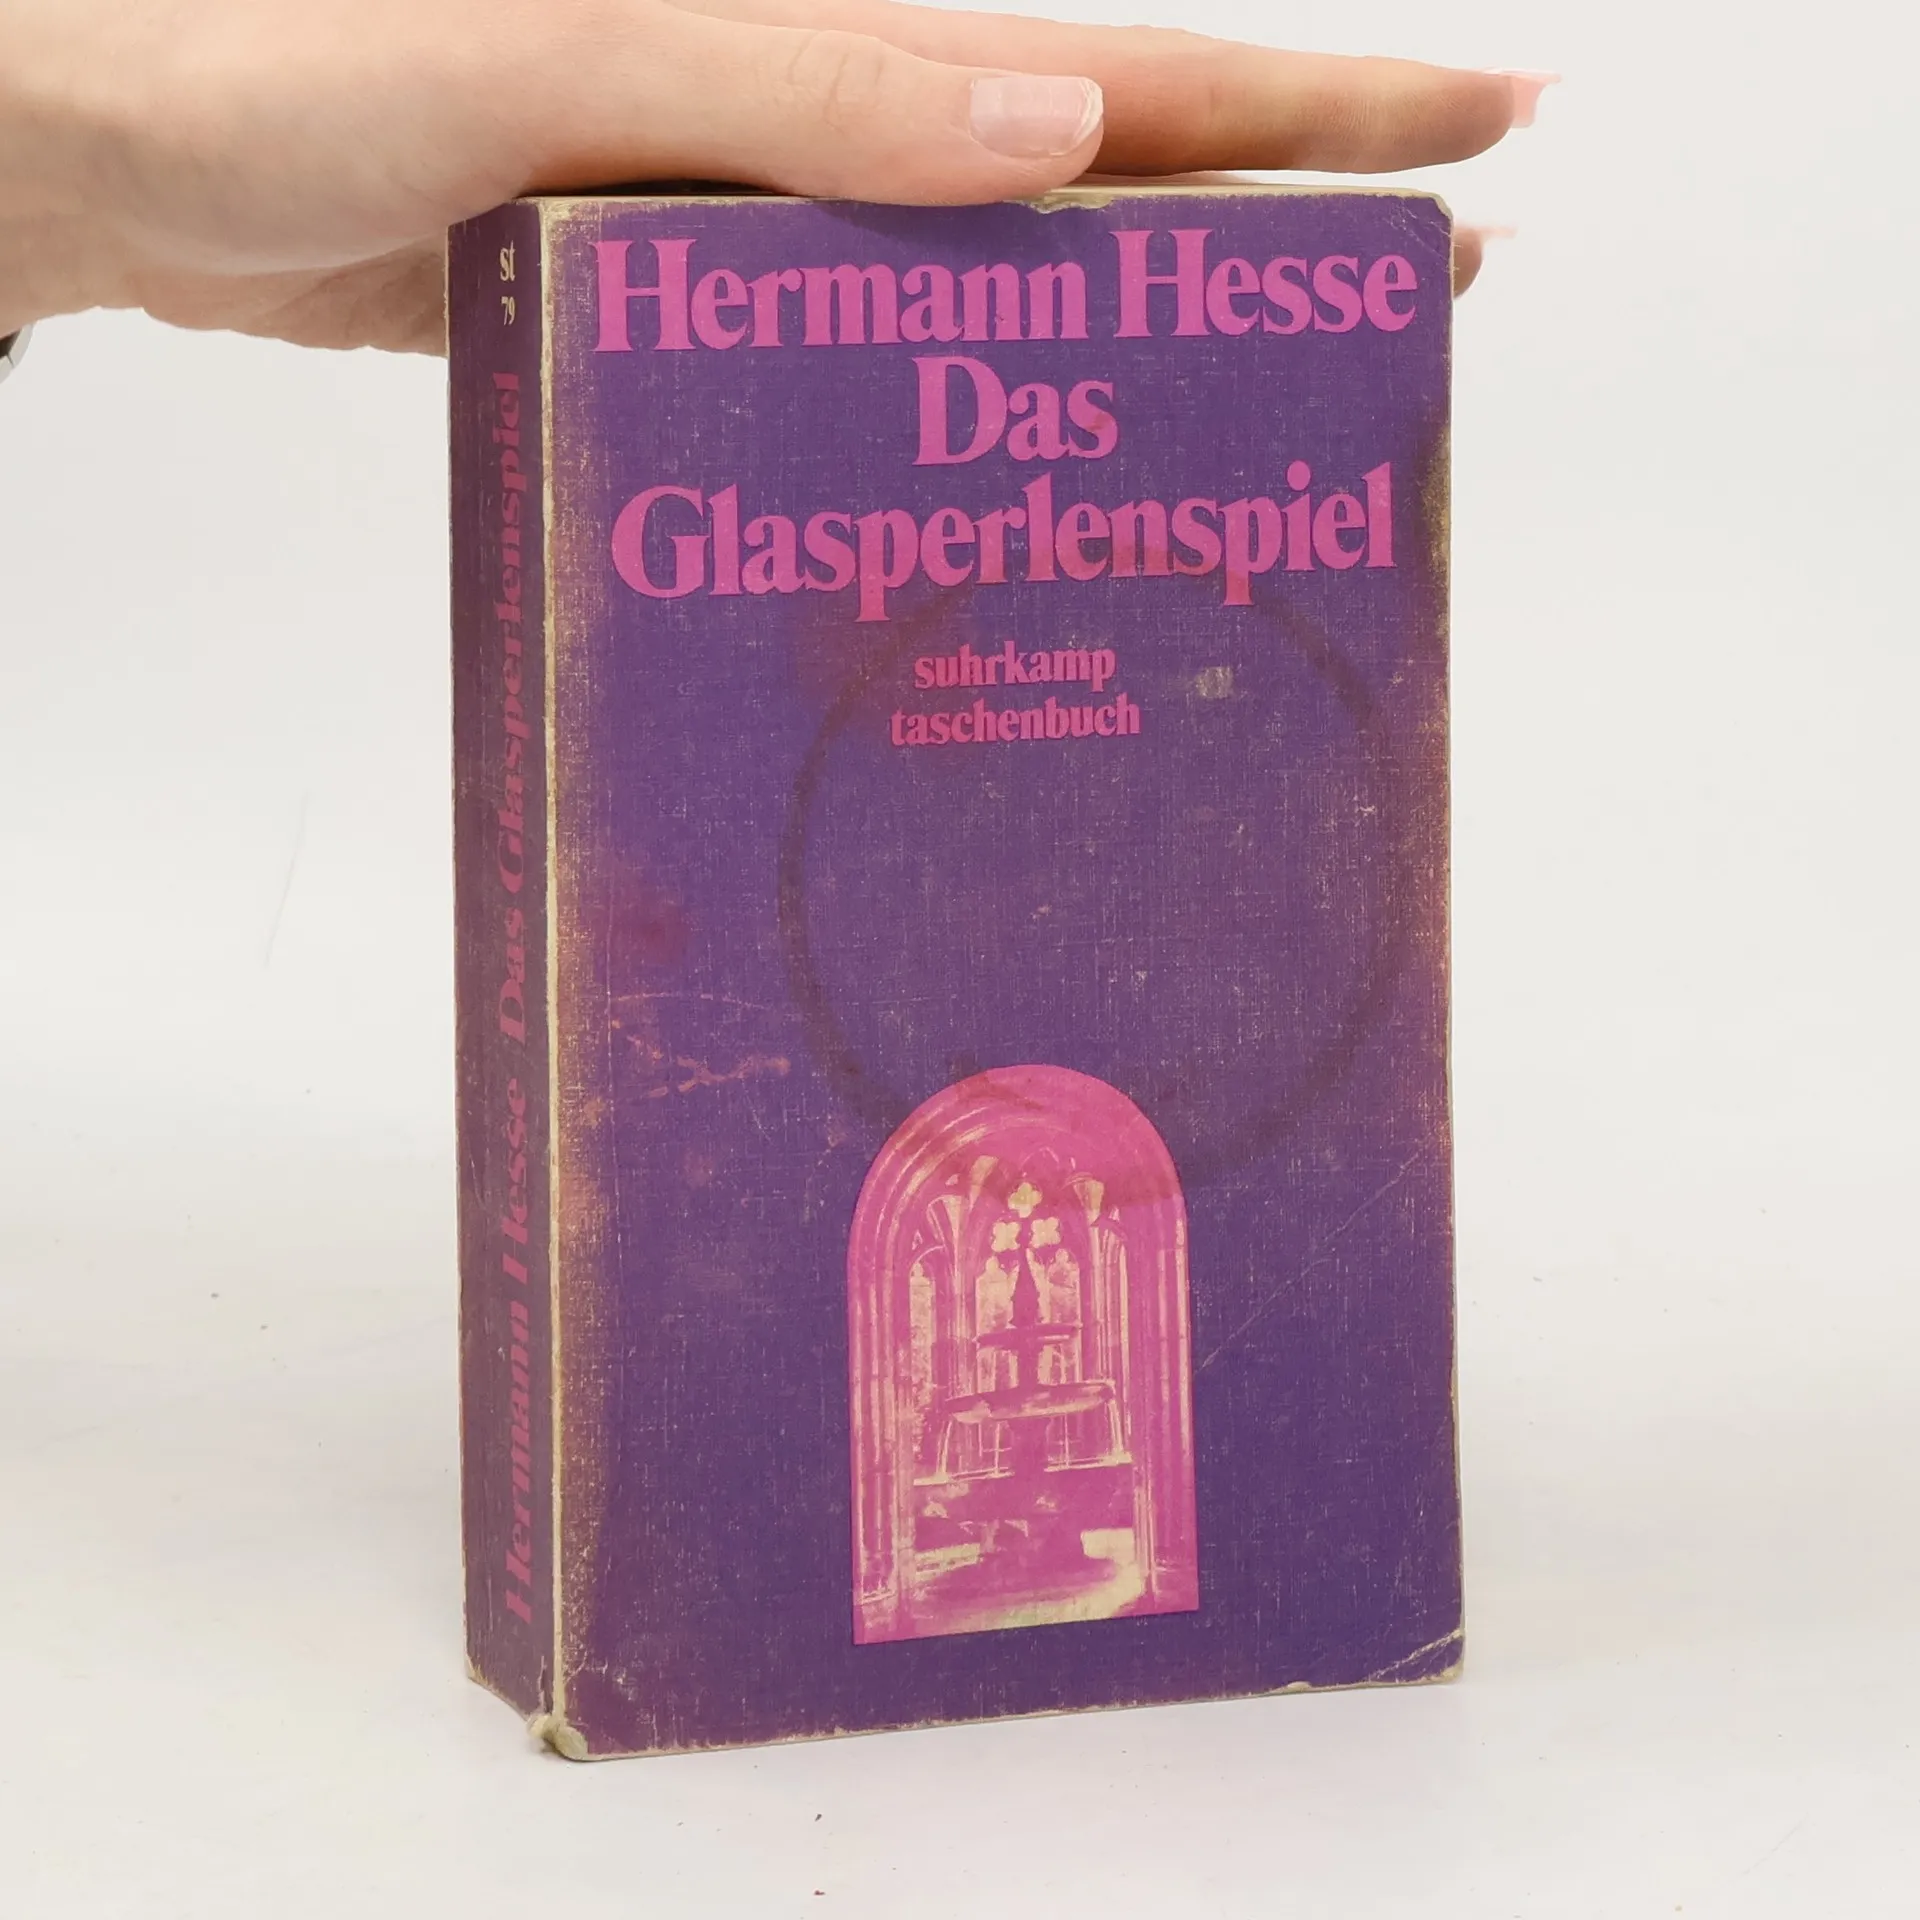 st
79
Hermann Hesse Das Glasperlenspiel
Hermann Hesse
Das
Glasperlenspiel
suhrkamp
taschenbuch